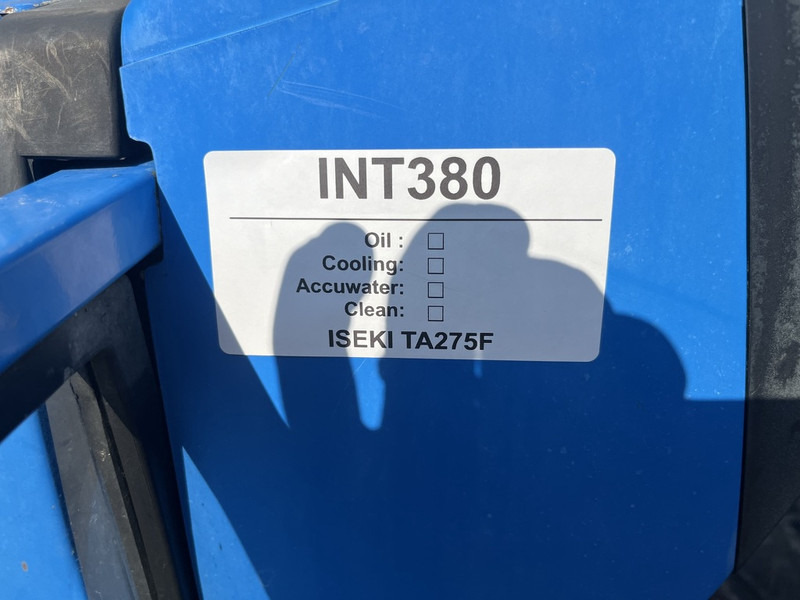 INT380
Oil : ☐
Cooling: ☐
Accuwater: ☐
Clean: ☐
ISEKI TA275F